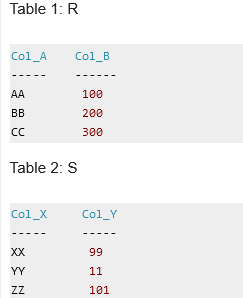 Table 1: R
Col_A Col_B
----- ------
AA 100
BB 200
CC 300
Table 2: S
Col_X Col_Y
----- -----
XX 99
YY 11
ZZ 101